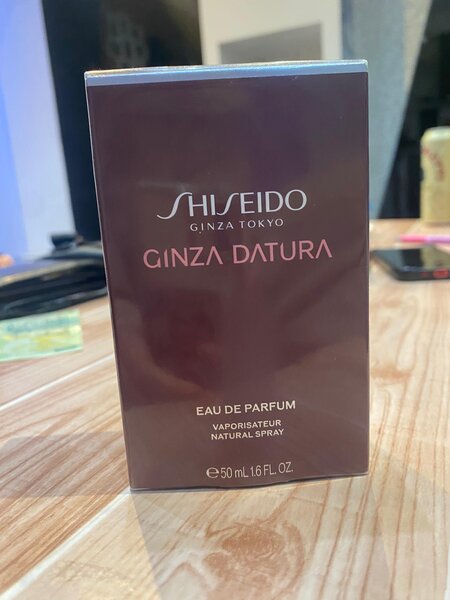 SHISEIDO
GINZA TOKYO
GINZA DATURA
EAU DE PARFUM
VAPORISATEUR
NATURAL SPRAY
℮50 mL 1.6 FL. OZ.